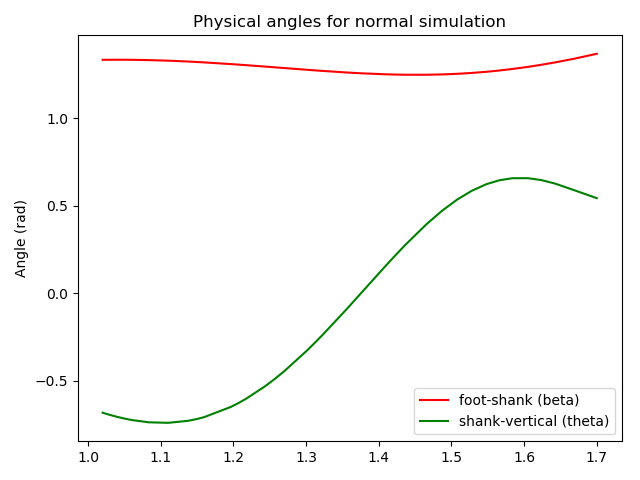 Physical angles for normal simulation
Angle (rad)
1.0
0.5
0.0
−0.5
1.0 1.1 1.2 1.3 1.4 1.5 1.6 1.7
foot-shank (beta)
shank-vertical (theta)